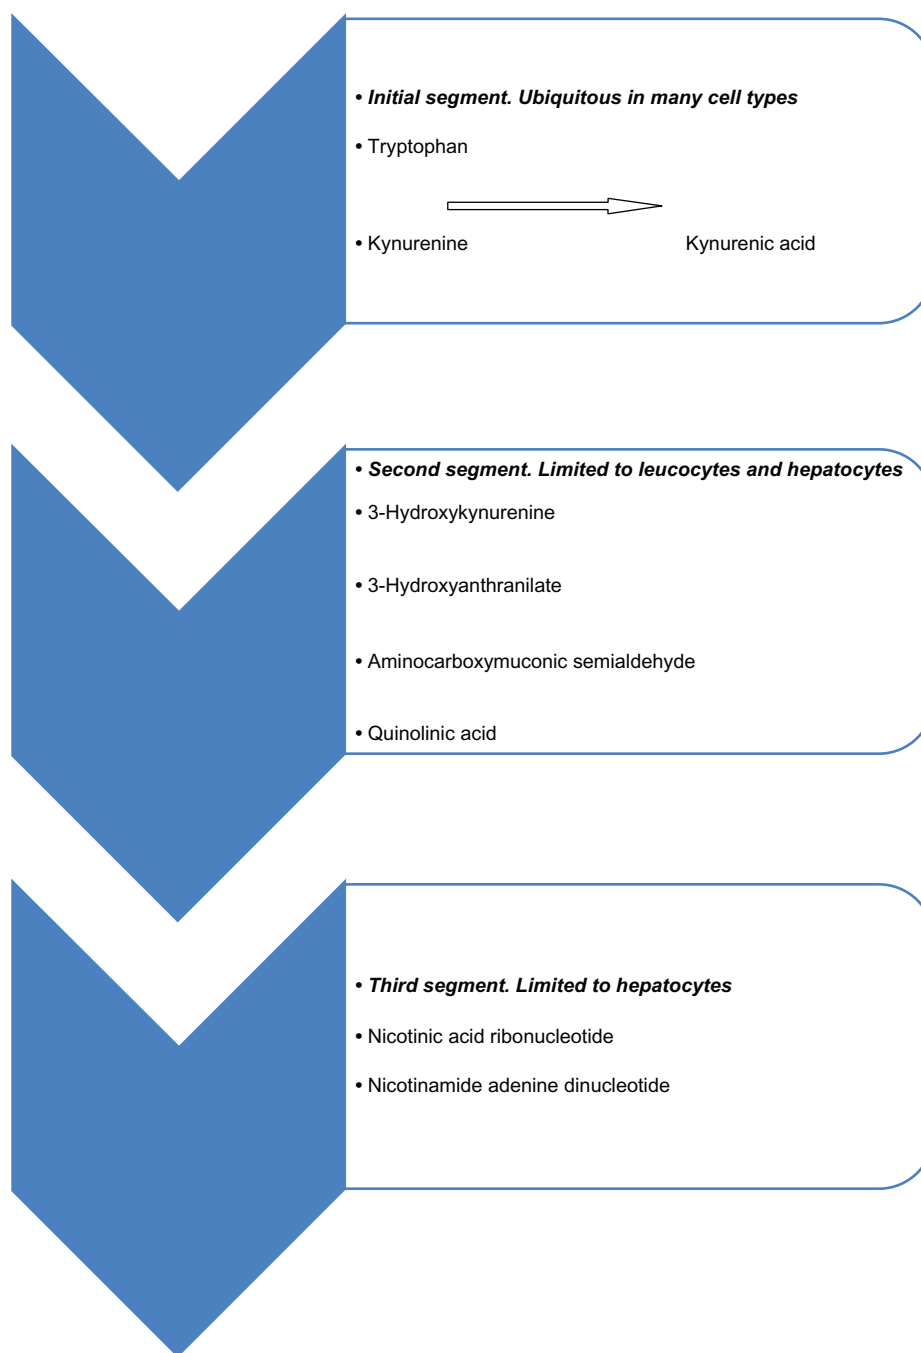 • Initial segment. Ubiquitous in many cell types
• Tryptophan
• Kynurenine Kynurenic acid
• Second segment. Limited to leucocytes and hepatocytes
• 3-Hydroxykynurenine
• 3-Hydroxyanthranilate
• Aminocarboxymuconic semialdehyde
• Quinolinic acid
• Third segment. Limited to hepatocytes
• Nicotinic acid ribonucleotide
• Nicotinamide adenine dinucleotide